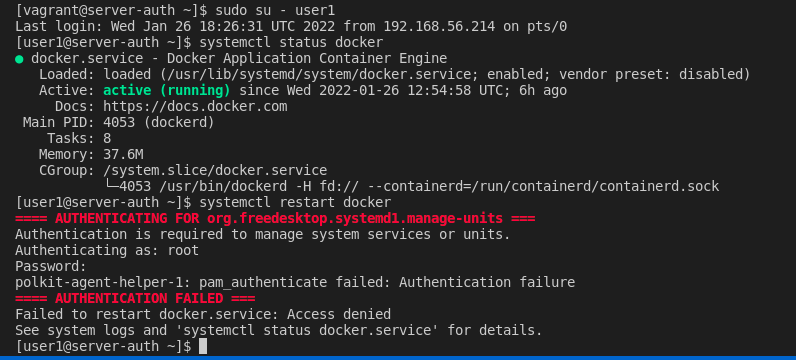 [vagrant@server-auth ~]$ sudo su - user1
Last login: Wed Jan 26 18:26:31 UTC 2022 from 192.168.56.214 on pts/0
[user1@server-auth ~]$ systemctl status docker
● docker.service - Docker Application Container Engine
   Loaded: loaded (/usr/lib/systemd/system/docker.service; enabled; vendor preset: disabled)
   Active: active (running) since Wed 2022-01-26 12:54:58 UTC; 6h ago
     Docs: https://docs.docker.com
 Main PID: 4053 (dockerd)
    Tasks: 8
   Memory: 37.6M
   CGroup: /system.slice/docker.service
           └─4053 /usr/bin/dockerd -H fd:// --containerd=/run/containerd/containerd.sock
[user1@server-auth ~]$ systemctl restart docker
==== AUTHENTICATING FOR org.freedesktop.systemd1.manage-units ===
Authentication is required to manage system services or units.
Authenticating as: root
Password:
polkit-agent-helper-1: pam_authenticate failed: Authentication failure
==== AUTHENTICATION FAILED ===
Failed to restart docker.service: Access denied
See system logs and 'systemctl status docker.service' for details.
[user1@server-auth ~]$